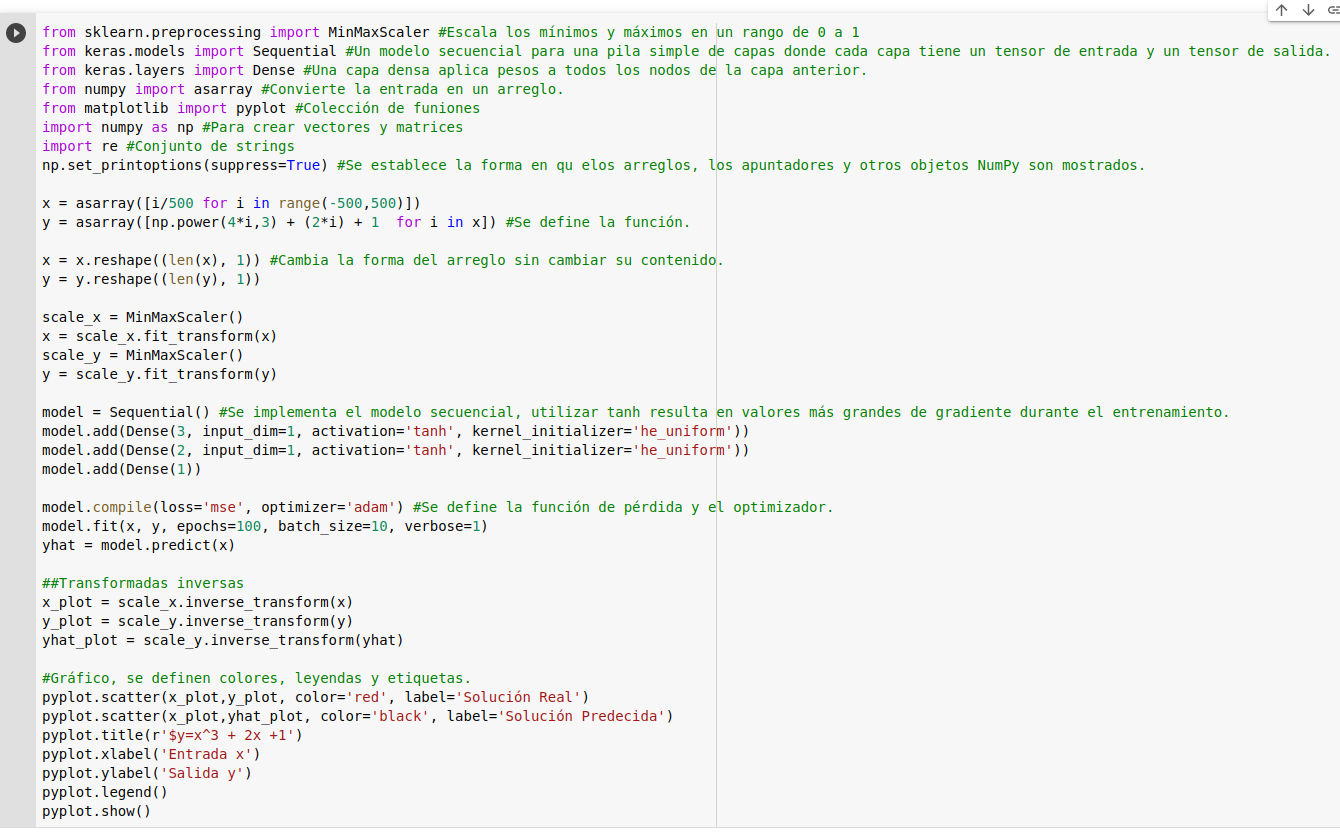 from sklearn.preprocessing import MinMaxScaler #Escala los mínimos y máximos en un rango de 0 a 1
from keras.models import Sequential #Un modelo secuencial para una pila simple de capas donde cada capa tiene un tensor de entrada y un tensor de salida.
from keras.layers import Dense #Una capa densa aplica pesos a todos los nodos de la capa anterior.
from numpy import asarray #Convierte la entrada en un arreglo.
from matplotlib import pyplot #Colección de funiones
import numpy as np #Para crear vectores y matrices
import re #Conjunto de strings
np.set_printoptions(suppress=True) #Se establece la forma en qu elos arreglos, los apuntadores y otros objetos NumPy son mostrados.

x = asarray([i/500 for i in range(-500,500)])
y = asarray([np.power(4*i,3) + (2*i) + 1  for i in x]) #Se define la función.

x = x.reshape((len(x), 1)) #Cambia la forma del arreglo sin cambiar su contenido.
y = y.reshape((len(y), 1))

scale_x = MinMaxScaler()
x = scale_x.fit_transform(x)
scale_y = MinMaxScaler()
y = scale_y.fit_transform(y)

model = Sequential() #Se implementa el modelo secuencial, utilizar tanh resulta en valores más grandes de gradiente durante el entrenamiento.
model.add(Dense(3, input_dim=1, activation='tanh', kernel_initializer='he_uniform'))
model.add(Dense(2, input_dim=1, activation='tanh', kernel_initializer='he_uniform'))
model.add(Dense(1))

model.compile(loss='mse', optimizer='adam') #Se define la función de pérdida y el optimizador.
model.fit(x, y, epochs=100, batch_size=10, verbose=1)
yhat = model.predict(x)

##Transformadas inversas
x_plot = scale_x.inverse_transform(x)
y_plot = scale_y.inverse_transform(y)
yhat_plot = scale_y.inverse_transform(yhat)

#Gráfico, se definen colores, leyendas y etiquetas.
pyplot.scatter(x_plot,y_plot, color='red', label='Solución Real')
pyplot.scatter(x_plot,yhat_plot, color='black', label='Solución Predecida')
pyplot.title(r'$y=x^3 + 2x +1')
pyplot.xlabel('Entrada x')
pyplot.ylabel('Salida y')
pyplot.legend()
pyplot.show()